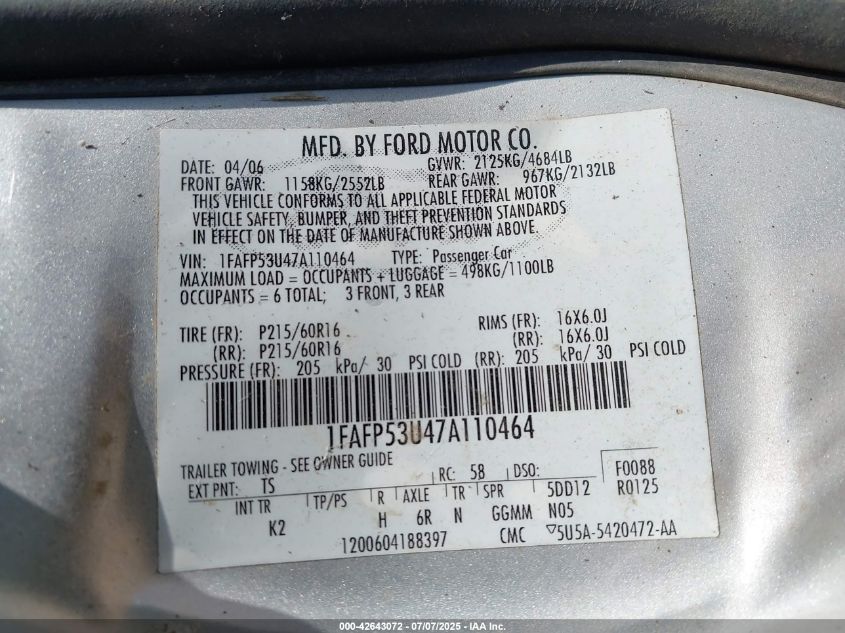 MFD. BY FORD MOTOR CO.
DATE: 04/06 GVWR: 2125KG/4684LB
FRONT GAWR: 1158KG/2552LB REAR GAWR: 967KG/2132LB
THIS VEHICLE CONFORMS TO ALL APPLICABLE FEDERAL MOTOR
VEHICLE SAFETY, BUMPER, AND THEFT PREVENTION STANDARDS
IN EFFECT ON THE DATE OF MANUFACTURE SHOWN ABOVE.
VIN: 1FAFP53U47A110464 TYPE: Passenger Car
MAXIMUM LOAD = OCCUPANTS + LUGGAGE = 498KG/1100LB
OCCUPANTS = 6 TOTAL; 3 FRONT, 3 REAR
TIRE (FR): P215/60R16 RIMS (FR): 16X6.0J
(RR): P215/60R16 (RR): 16X6.0J
PRESSURE (FR): 205 kPa/ 30 PSI COLD (RR): 205 kPa/ 30 PSI COLD
1FAFP53U47A110464
TRAILER TOWING - SEE OWNER GUIDE
EXT PNT: TS RC: 58 DSO: F0088
INT TR TP/PS R AXLE TR SPR 5DD12 R0125
K2 H 6R N GGMM N05
1200604188397 CMC ▽5U5A-5420472-AA
000-42643072 - 07/07/2025 - IAA Inc.